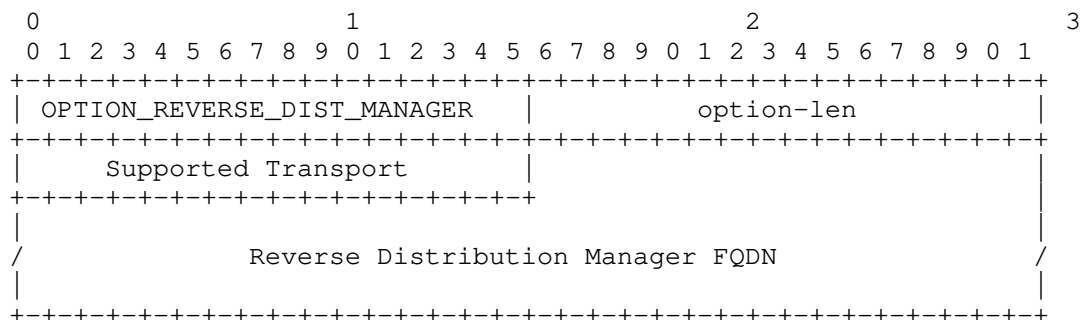 0                   1                   2                   3
 0 1 2 3 4 5 6 7 8 9 0 1 2 3 4 5 6 7 8 9 0 1 2 3 4 5 6 7 8 9 0 1
+-+-+-+-+-+-+-+-+-+-+-+-+-+-+-+-+-+-+-+-+-+-+-+-+-+-+-+-+-+-+-+-+
| OPTION_REVERSE_DIST_MANAGER   |          option-len           |
+-+-+-+-+-+-+-+-+-+-+-+-+-+-+-+-+-+-+-+-+-+-+-+-+-+-+-+-+-+-+-+-+
|     Supported Transport       |                               |
+-+-+-+-+-+-+-+-+-+-+-+-+-+-+-+-+                               |
|                                                               |
/              Reverse Distribution Manager FQDN                /
|                                                               |
+-+-+-+-+-+-+-+-+-+-+-+-+-+-+-+-+-+-+-+-+-+-+-+-+-+-+-+-+-+-+-+-+